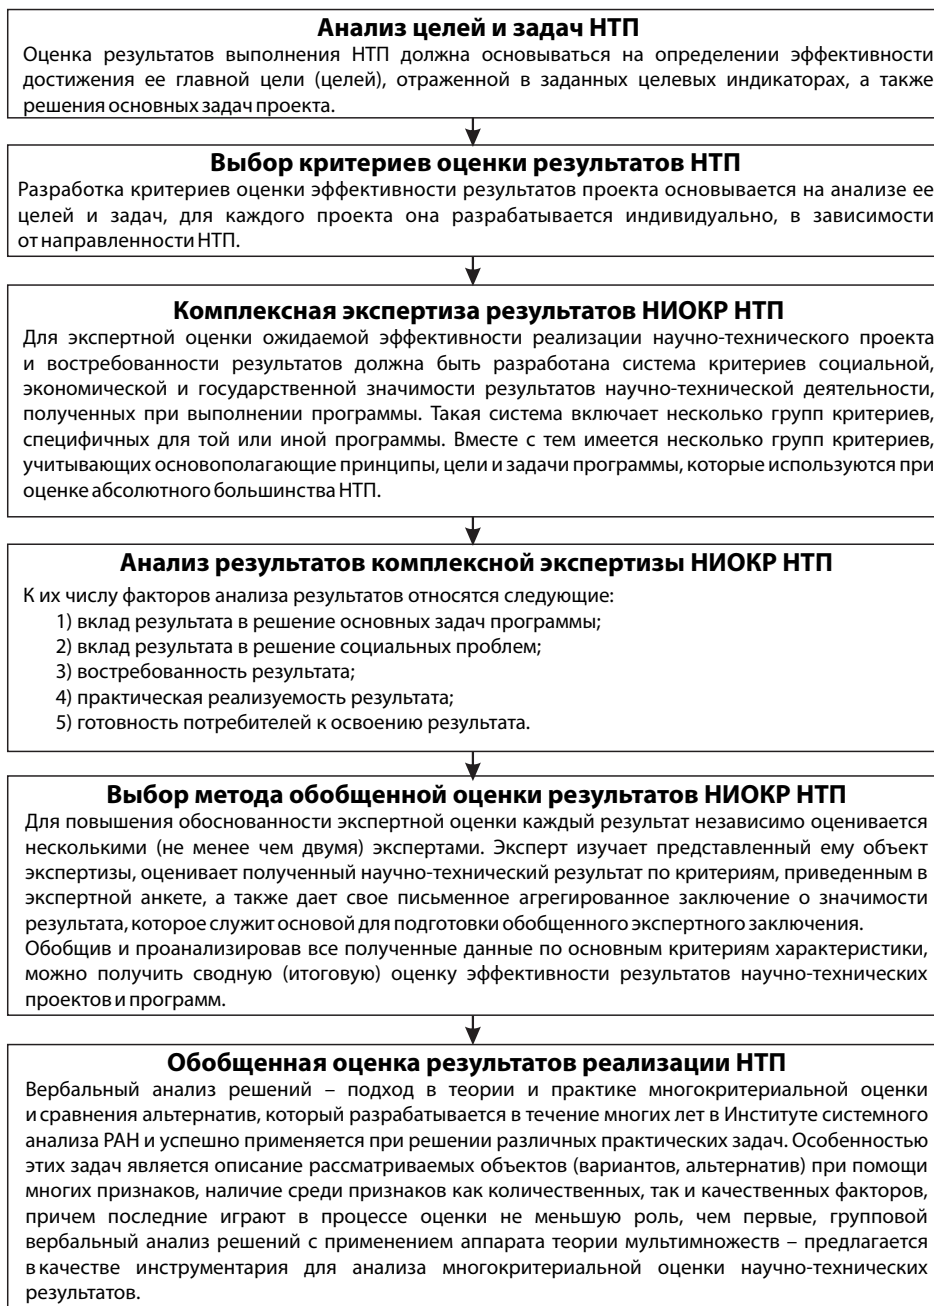 Анализ целей и задач НТП
Оценка результатов выполнения НТП должна основываться на определении эффективности
достижения ее главной цели (целей), отраженной в заданных целевых индикаторах, а также
решения основных задач проекта.
Выбор критериев оценки результатов НТП
Разработка критериев оценки эффективности результатов проекта основывается на анализе ее
целей и задач, для каждого проекта она разрабатывается индивидуально, в зависимости
от направленности НТП.
Комплексная экспертиза результатов НИОКР НТП
Для экспертной оценки ожидаемой эффективности реализации научно-технического проекта
и востребованности результатов должна быть разработана система критериев социальной,
экономической и государственной значимости результатов научно-технической деятельности,
полученных при выполнении программы. Такая система включает несколько групп критериев,
специфичных для той или иной программы. Вместе с тем имеется несколько групп критериев,
учитывающих основополагающие принципы, цели и задачи программы, которые используются при
оценке абсолютного большинства НТП.
Анализ результатов комплексной экспертизы НИОКР НТП
К их числу факторов анализа результатов относятся следующие:
1) вклад результата в решение основных задач программы;
2) вклад результата в решение социальных проблем;
3) востребованность результата;
4) практическая реализуемость результата;
5) готовность потребителей к освоению результата.
Выбор метода обобщенной оценки результатов НИОКР НТП
Для повышения обоснованности экспертной оценки каждый результат независимо оценивается
несколькими (не менее чем двумя) экспертами. Эксперт изучает представленный ему объект
экспертизы, оценивает полученный научно-технический результат по критериям, приведенным в
экспертной анкете, а также дает свое письменное агрегированное заключение о значимости
результата, которое служит основой для подготовки обобщенного экспертного заключения.
Обобщив и проанализировав все полученные данные по основным критериям характеристики,
можно получить сводную (итоговую) оценку эффективности результатов научно-технических
проектов и программ.
Обобщенная оценка результатов реализации НТП
Вербальный анализ решений – подход в теории и практике многокритериальной оценки
и сравнения альтернатив, который разрабатывается в течение многих лет в Институте системного
анализа РАН и успешно применяется при решении различных практических задач. Особенностью
этих задач является описание рассматриваемых объектов (вариантов, альтернатив) при помощи
многих признаков, наличие среди признаков как количественных, так и качественных факторов,
причем последние играют в процессе оценки не меньшую роль, чем первые, групповой
вербальный анализ решений с применением аппарата теории мультимножеств – предлагается
в качестве инструментария для анализа многокритериальной оценки научно-технических
результатов.